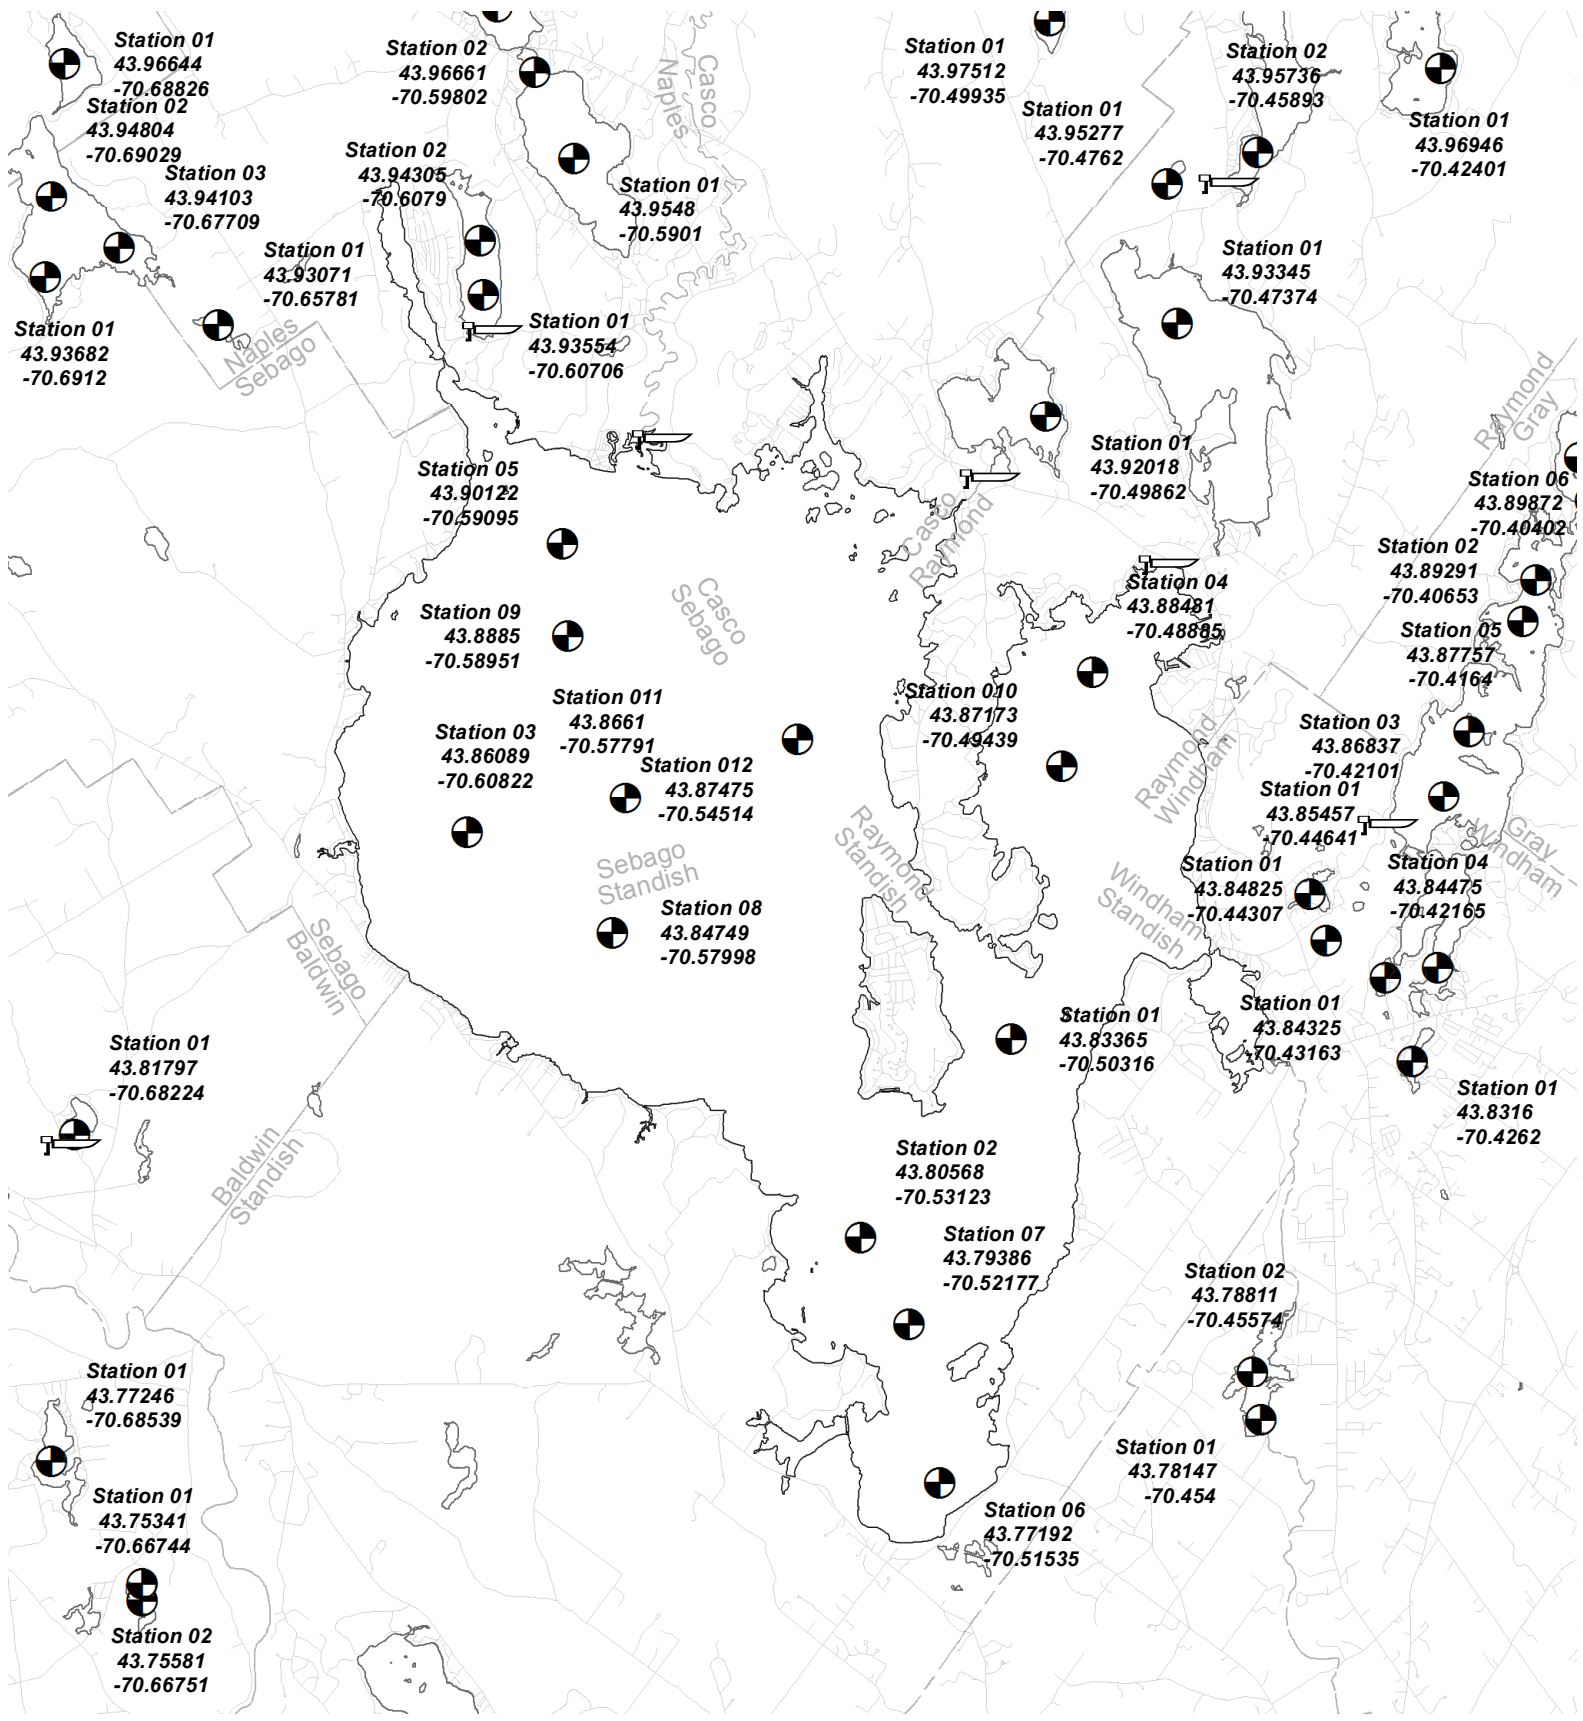 Station 01
43.96644
-70.68826
Station 02
43.94804
-70.69029
Station 03
43.94103
-70.67709
Station 01
43.93071
-70.65781
Station 01
43.93682
-70.6912
Naples
Sebago
Station 02
43.96661
-70.59802
Station 02
43.94305
-70.6079
Casco
Naples
Station 01
43.9548
-70.5901
Station 01
43.93554
-70.60706
Station 01
43.97512
-70.49935
Station 01
43.95277
-70.4762
Station 02
43.95736
-70.45893
Station 01
43.96946
-70.42401
Station 01
43.93345
-70.47374
Raymond
Gray
Station 01
43.92018
-70.49862
Casco
Raymond
Station 05
43.90122
-70.59095
Station 06
43.89872
-70.40402
Station 02
43.89291
-70.40653
Station 04
43.88481
-70.48885
Station 09
43.8885
-70.58951
Casco
Sebago
Station 05
43.87757
-70.4164
Station 011
43.8661
-70.57791
Station 010
43.87173
-70.49439
Station 03
43.86089
-70.60822
Station 012
43.87475
-70.54514
Raymond
Windham
Station 03
43.86837
-70.42101
Station 01
43.85457
-70.44641
Gray
Windham
Raymond
Standish
Sebago
Standish
Station 01
43.84825
-70.44307
Station 04
43.84475
-70.42165
Windham
Standish
Station 08
43.84749
-70.57998
Sebago
Baldwin
Station 01
43.83365
-70.50316
Station 01
43.84325
-70.43163
Station 01
43.81797
-70.68224
Station 01
43.8316
-70.4262
Baldwin
Standish
Station 02
43.80568
-70.53123
Station 07
43.79386
-70.52177
Station 02
43.78811
-70.45574
Station 01
43.77246
-70.68539
Station 01
43.78147
-70.454
Station 01
43.75341
-70.66744
Station 06
43.77192
-70.51535
Station 02
43.75581
-70.66751